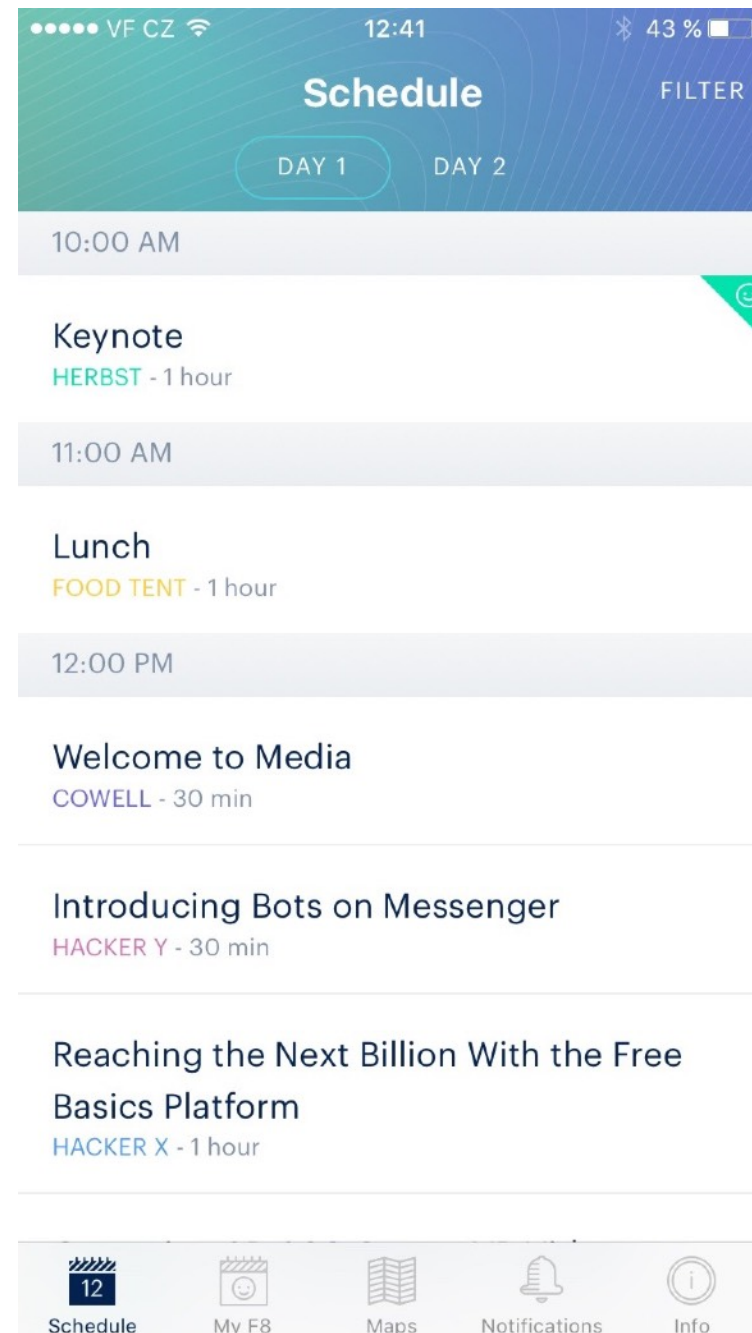 VF CZ 12:41 43 %
Schedule FILTER
DAY 1 DAY 2
10:00 AM
Keynote
HERBST - 1 hour
11:00 AM
Lunch
FOOD TENT - 1 hour
12:00 PM
Welcome to Media
COWELL - 30 min
Introducing Bots on Messenger
HACKER Y - 30 min
Reaching the Next Billion With the Free
Basics Platform
HACKER X - 1 hour
12
Schedule My F8 Maps Notifications Info